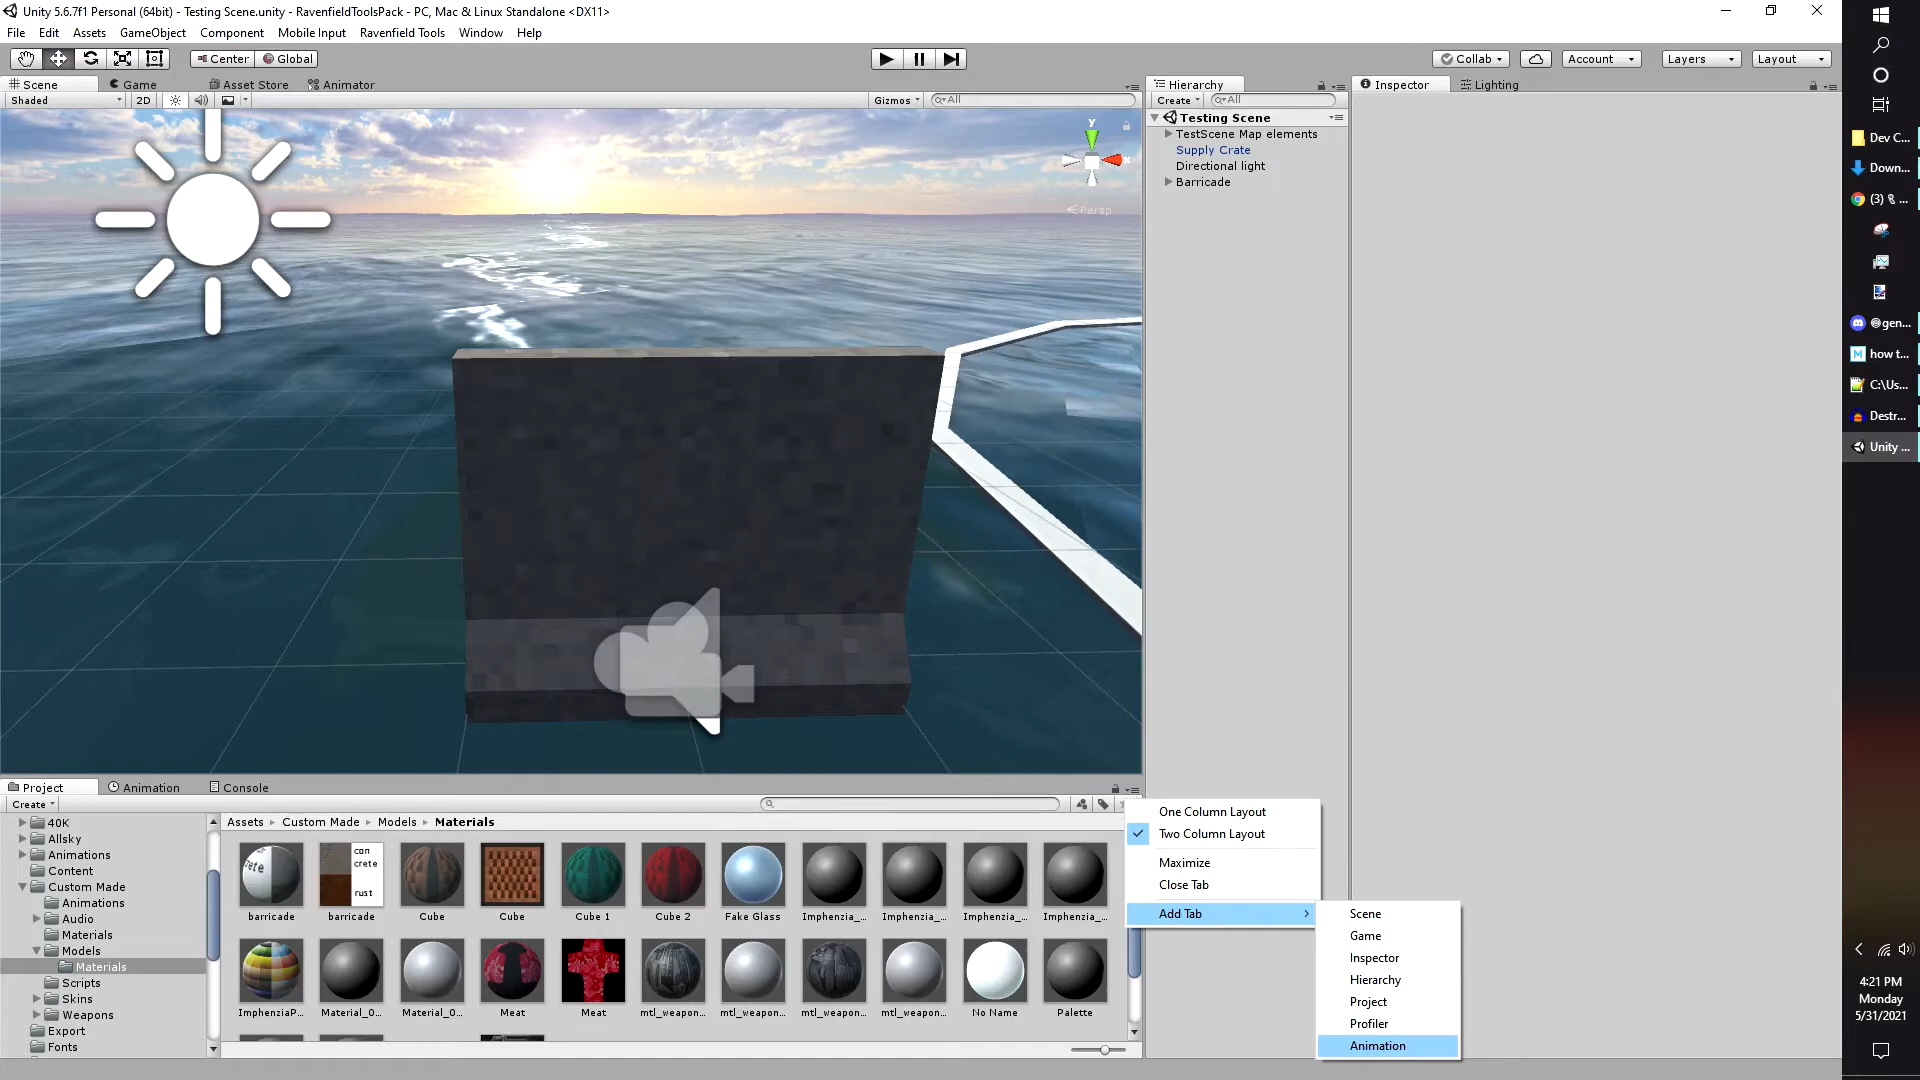 Unity 5.6.7f1 Personal (64bit) - Testing Scene.unity - RavenfieldToolsPack - PC, Mac & Linux Standalone <DX11>
File Edit Assets GameObject Component Mobile Input Ravenfield Tools Window Help
Center Global Collab Account Layers Layout
Scene Game Asset Store Animator
Shaded 2D Gizmos All
y
x
Persp
Hierarchy
Create All
Testing Scene
TestScene Map elements
Supply Crate
Directional light
Barricade
Inspector Lighting
Project Animation Console
Create
40K
Allsky
Animations
Content
Custom Made
Animations
Audio
Materials
Models
Materials
Scripts
Skins
Weapons
Export
Fonts
Assets Custom Made Models Materials
crete
con
crete
rust
barricade barricade Cube Cube Cube 1 Cube 2 Fake Glass Imphenzia_... Imphenzia_... Imphenzia_... Imphenzia_...
ImphenziaP... Material_0... Material_0... Meat Meat mtl_weapon... mtl_weapon... mtl_weapon... mtl_weapon... No Name Palette
One Column Layout
Two Column Layout
Maximize
Close Tab
Add Tab
Scene
Game
Inspector
Hierarchy
Project
Profiler
Animation
Dev C...
Down...
(3) ...
@gen...
M how t...
C:\Us...
Destr...
Unity ...
4:21 PM
Monday
5/31/2021